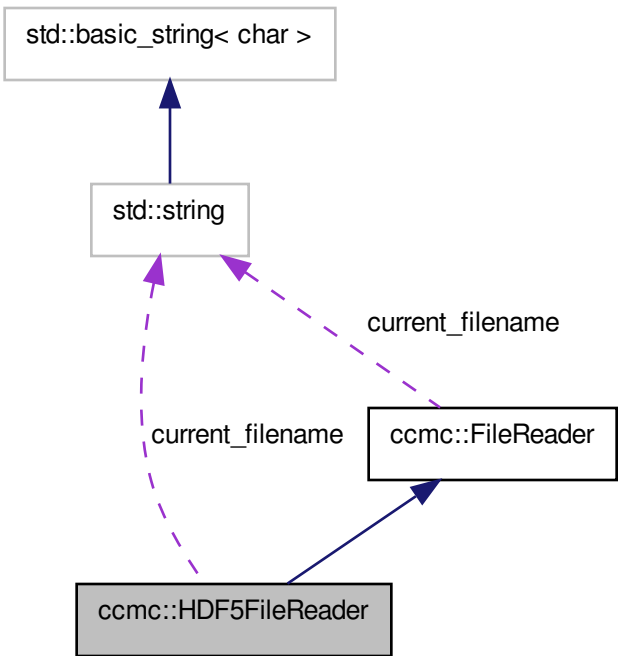 std::basic_string< char >
std::string
current_filename
current_filename
ccmc::FileReader
ccmc::HDF5FileReader